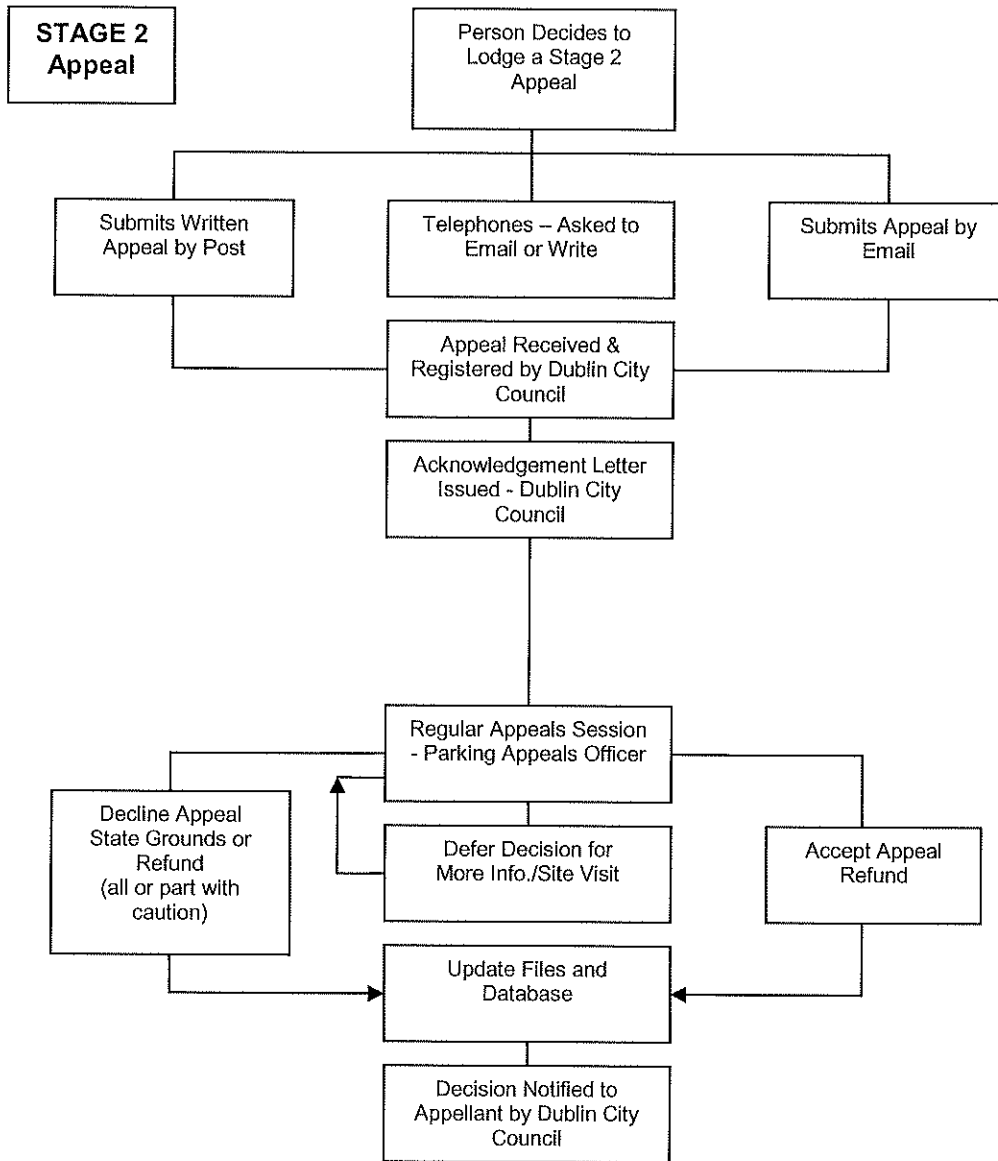 STAGE 2
Appeal
Person Decides to
Lodge a Stage 2
Appeal
Submits Written
Appeal by Post
Telephones – Asked to
Email or Write
Submits Appeal by
Email
Appeal Received &
Registered by Dublin City
Council
Acknowledgement Letter
Issued - Dublin City
Council
Regular Appeals Session
- Parking Appeals Officer
Decline Appeal
State Grounds or
Refund
(all or part with
caution)
Defer Decision for
More Info./Site Visit
Accept Appeal
Refund
Update Files and
Database
Decision Notified to
Appellant by Dublin City
Council